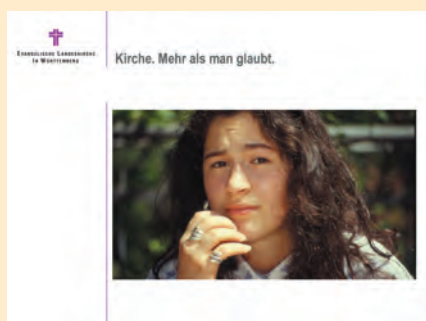 Evangelische Landeskirche
in Württemberg
Kirche. Mehr als man glaubt.